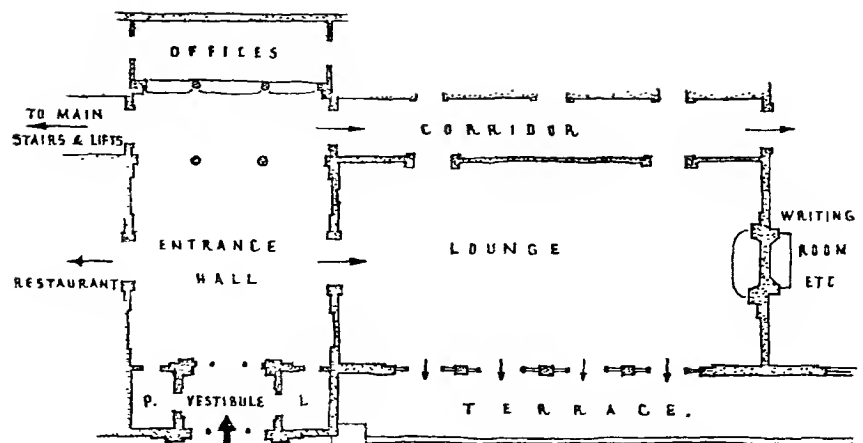 OFFICES
TO MAIN
STAIRS & LIFTS
CORRIDOR
ENTRANCE
HALL
LOUNGE
WRITING
ROOM
ETC
RESTAURANT
P. VESTIBULE L
TERRACE.